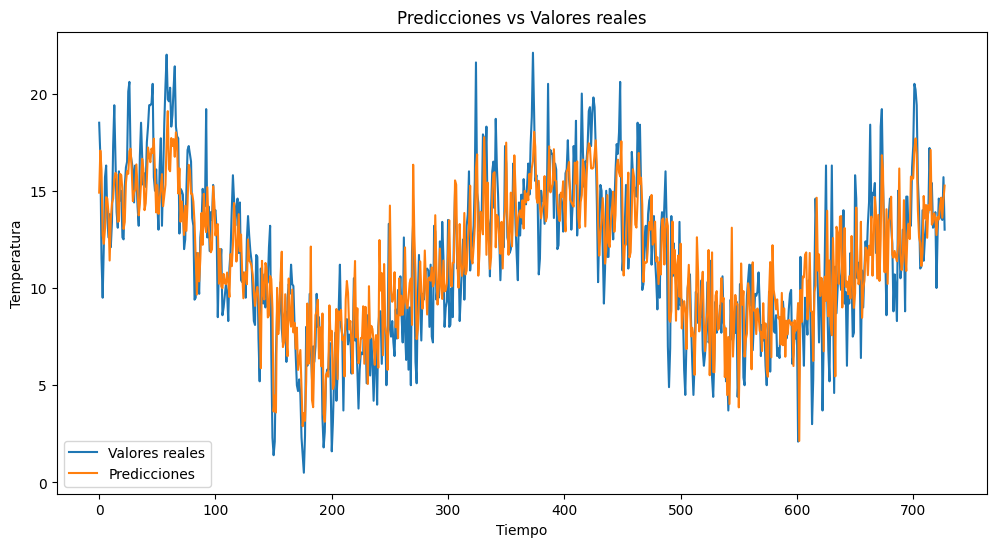 Predicciones vs Valores reales
Temperatura
20
15
10
5
0
Valores reales
Predicciones
0 100 200 300 400 500 600 700
Tiempo